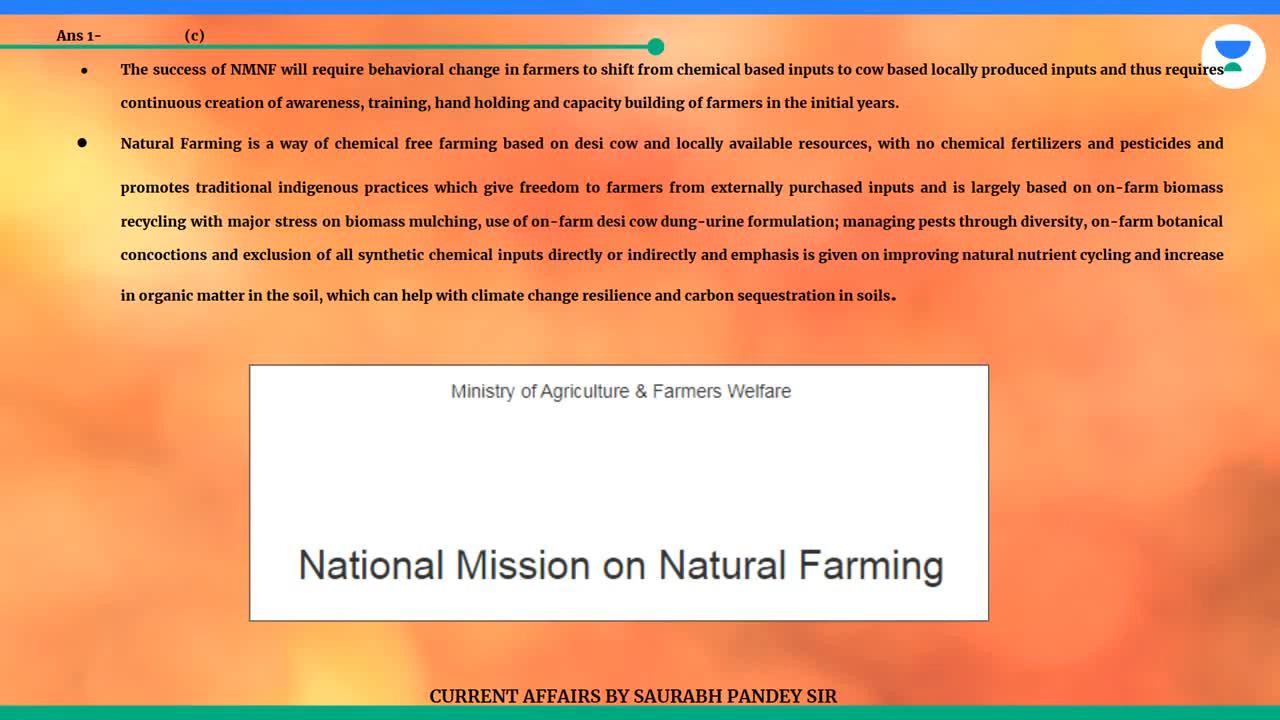 Ans 1- (c)
● The success of NMNF will require behavioral change in farmers to shift from chemical based inputs to cow based locally produced inputs and thus requires
continuous creation of awareness, training, hand holding and capacity building of farmers in the initial years.
● Natural Farming is a way of chemical free farming based on desi cow and locally available resources, with no chemical fertilizers and pesticides and
promotes traditional indigenous practices which give freedom to farmers from externally purchased inputs and is largely based on on-farm biomass
recycling with major stress on biomass mulching, use of on-farm desi cow dung-urine formulation; managing pests through diversity, on-farm botanical
concoctions and exclusion of all synthetic chemical inputs directly or indirectly and emphasis is given on improving natural nutrient cycling and increase
in organic matter in the soil, which can help with climate change resilience and carbon sequestration in soils.
Ministry of Agriculture & Farmers Welfare
National Mission on Natural Farming
CURRENT AFFAIRS BY SAURABH PANDEY SIR